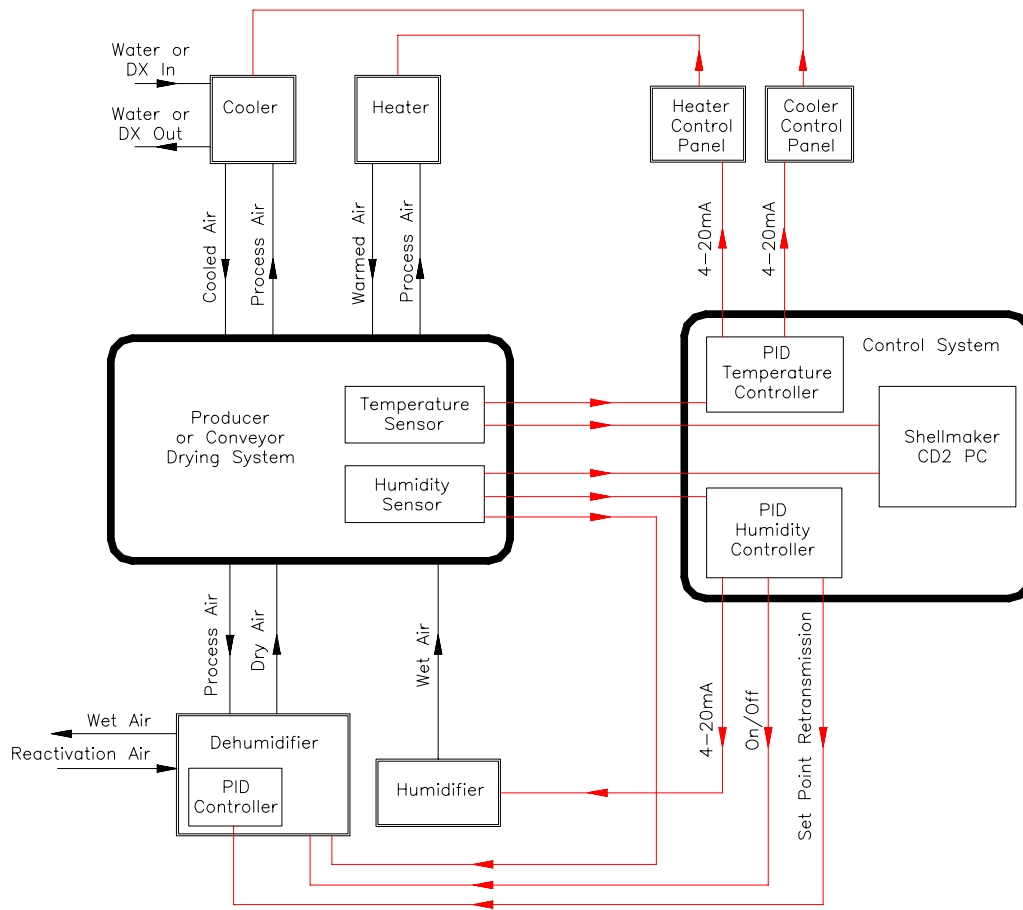 Water or
DX In
Water or
DX Out
Cooler
Heater
Heater
Control
Panel
Cooler
Control
Panel
Cooled Air
Process Air
Warmed Air
Process Air
4-20mA
4-20mA
Producer
or Conveyor
Drying System
Temperature
Sensor
Humidity
Sensor
PID
Temperature
Controller
Control System
Shellmaker
CD2 PC
PID
Humidity
Controller
Process Air
Dry Air
Wet Air
4-20mA
On/Off
Set Point Retransmission
Wet Air
Reactivation Air
Dehumidifier
PID
Controller
Humidifier